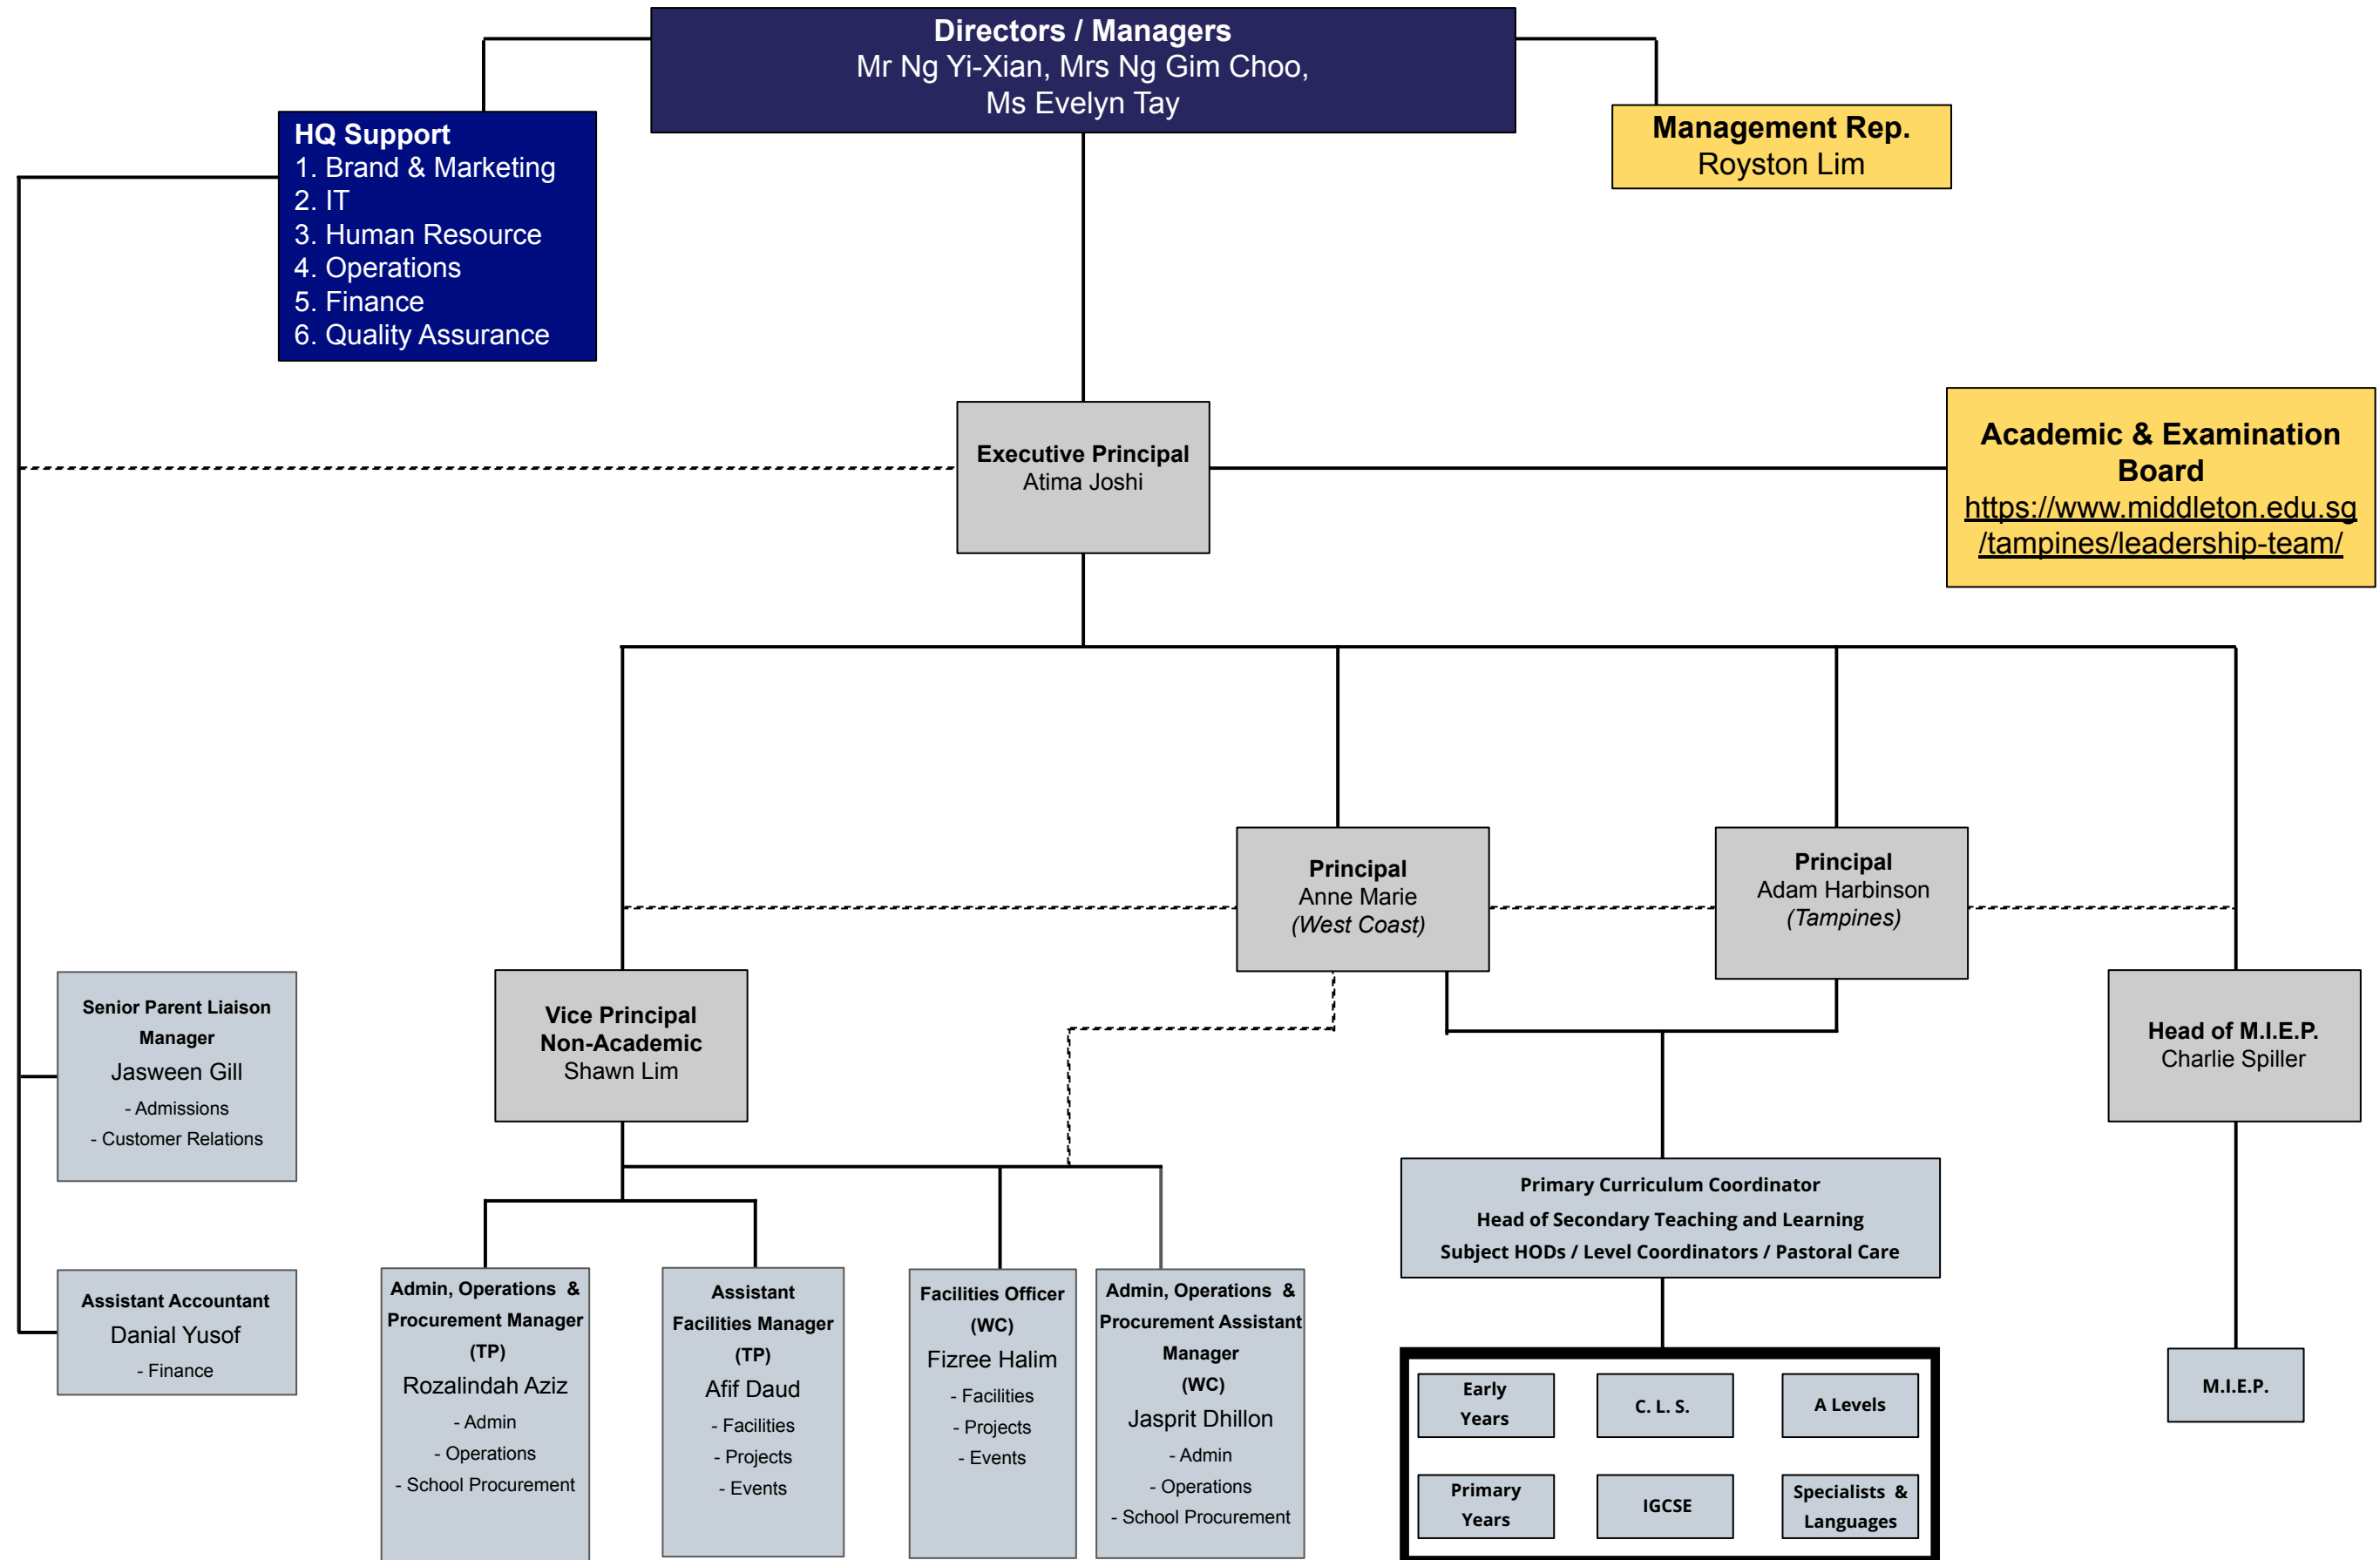 Directors / Managers
Mr Ng Yi-Xian, Mrs Ng Gim Choo,
Ms Evelyn Tay
HQ Support
1. Brand & Marketing
2. IT
3. Human Resource
4. Operations
5. Finance
6. Quality Assurance
Management Rep.
Royston Lim
Executive Principal
Atima Joshi
Academic & Examination
Board
https://www.middleton.edu.sg
/tampines/leadership-team/
Principal
Anne Marie
(West Coast)
Principal
Adam Harbinson
(Tampines)
Senior Parent Liaison
Manager
Jasween Gill
- Admissions
- Customer Relations
Vice Principal
Non-Academic
Shawn Lim
Head of M.I.E.P.
Charlie Spiller
Primary Curriculum Coordinator
Head of Secondary Teaching and Learning
Subject HODs / Level Coordinators / Pastoral Care
Assistant Accountant
Danial Yusof
- Finance
Admin, Operations &
Procurement Manager
(TP)
Rozalindah Aziz
- Admin
- Operations
- School Procurement
Assistant
Facilities Manager
(TP)
Afif Daud
- Facilities
- Projects
- Events
Facilities Officer
(WC)
Fizree Halim
- Facilities
- Projects
- Events
Admin, Operations &
Procurement Assistant
Manager
(WC)
Jasprit Dhillon
- Admin
- Operations
- School Procurement
Early
Years
C. L. S.
A Levels
Primary
Years
IGCSE
Specialists &
Languages
M.I.E.P.